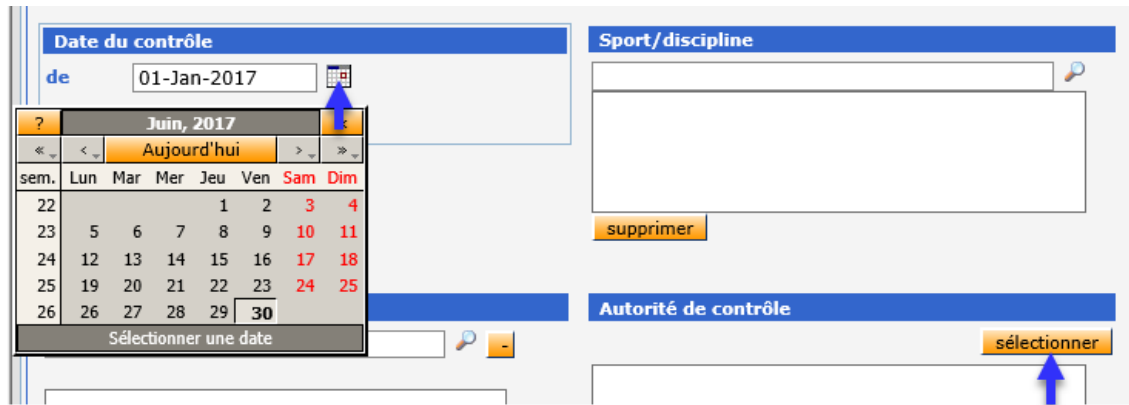 Date du contrôle
de 01-Jan-2017
? Juin, 2017
« < Aujourd'hui > »
sem. Lun Mar Mer Jeu Ven Sam Dim
22 1 2 3 4
23 5 6 7 8 9 10 11
24 12 13 14 15 16 17 18
25 19 20 21 22 23 24 25
26 26 27 28 29 30
Sélectionner une date
-
Sport/discipline
supprimer
Autorité de contrôle
sélectionner